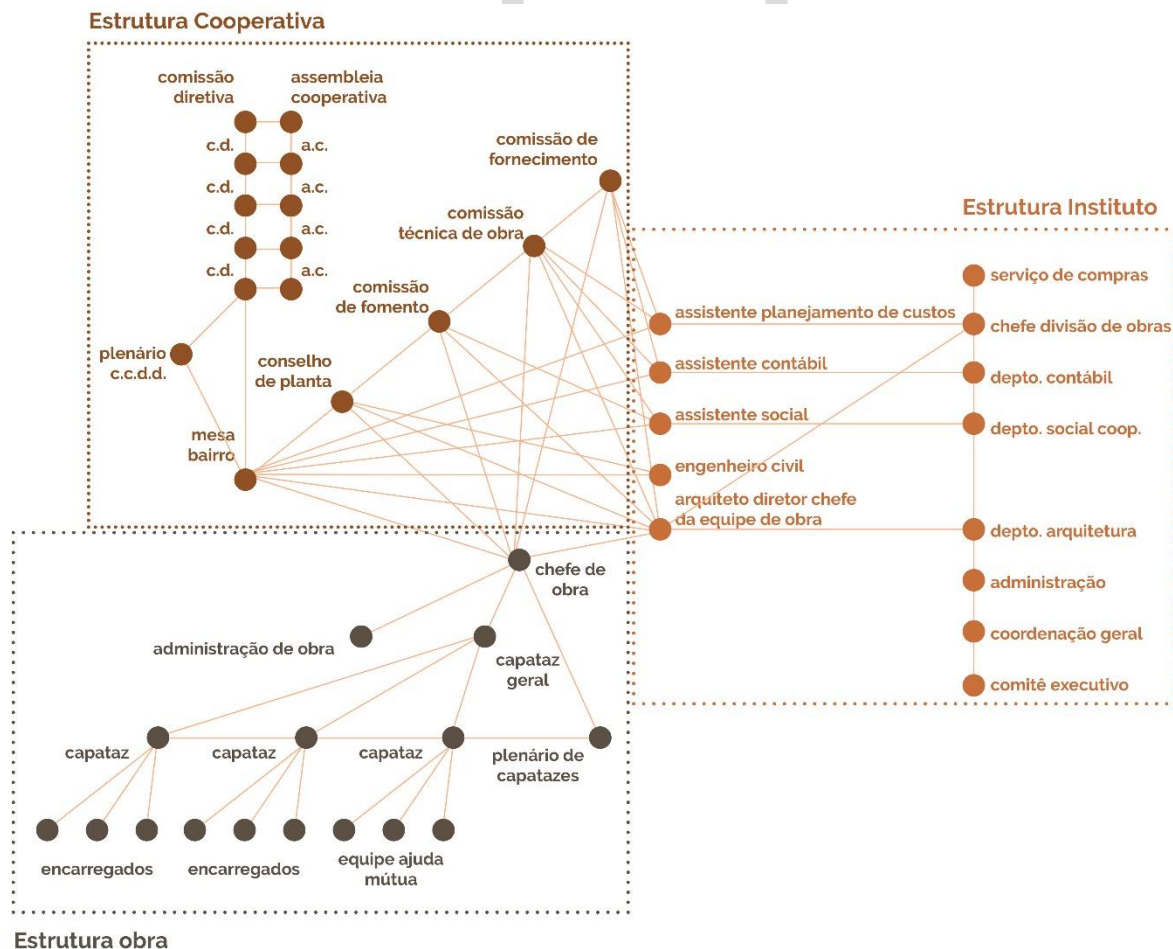 Estrutura Cooperativa
comissão
diretiva
assembleia
cooperativa
c.d.
a.c.
c.d.
a.c.
c.d.
a.c.
c.d.
a.c.
comissão de
fornecimento
comissão
técnica de obra
comissão
de fomento
plenário
c.c.d.d.
conselho
de planta
mesa
bairro
Estrutura Instituto
serviço de compras
assistente planejamento de custos
chefe divisão de obras
assistente contábil
depto. contábil
assistente social
depto. social coop.
engenheiro civil
arquiteto diretor chefe
da equipe de obra
depto. arquitetura
administração
coordenação geral
comitê executivo
chefe de
obra
administração de obra
capataz
geral
capataz
capataz
capataz
plenário de
capatazes
encarregados
encarregados
equipe ajuda
mútua
Estrutura obra